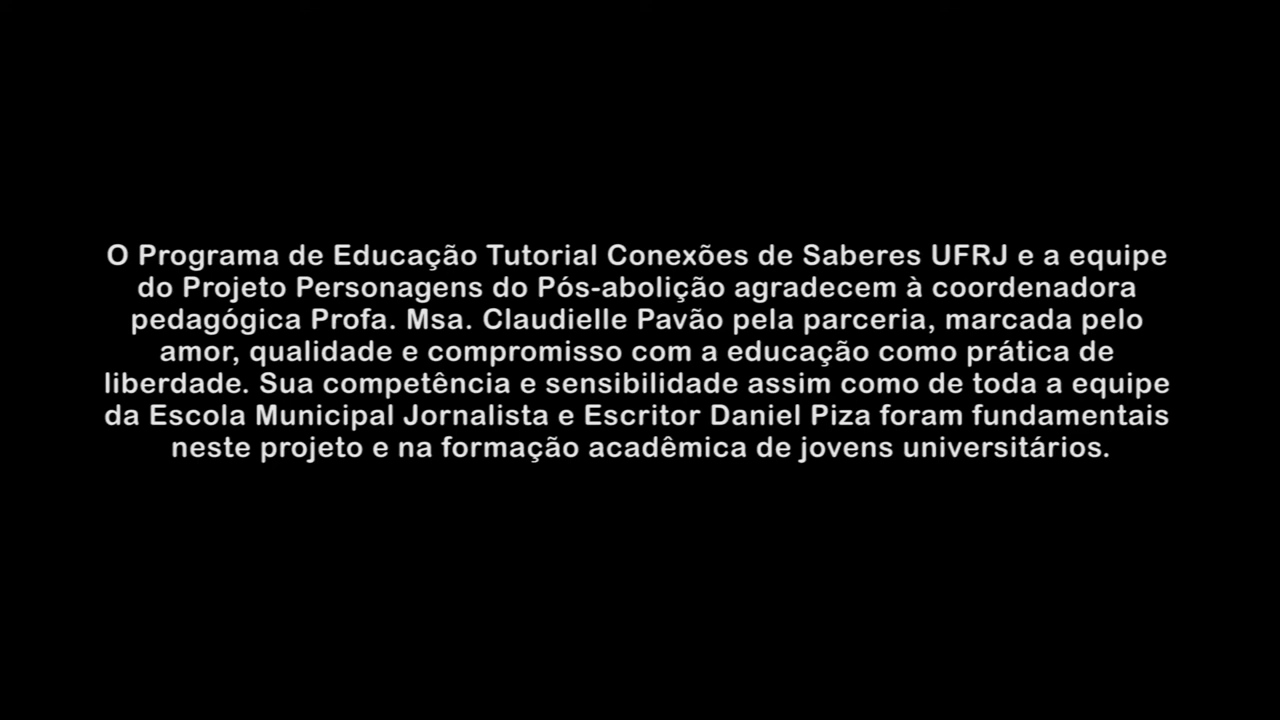 O Programa de Educação Tutorial Conexões de Saberes UFRJ e a equipe
do Projeto Personagens do Pós-abolição agradecem à coordenadora
pedagógica Profa. Msa. Claudielle Pavão pela parceria, marcada pelo
amor, qualidade e compromisso com a educação como prática de
liberdade. Sua competência e sensibilidade assim como de toda a equipe
da Escola Municipal Jornalista e Escritor Daniel Piza foram fundamentais
neste projeto e na formação acadêmica de jovens universitários.